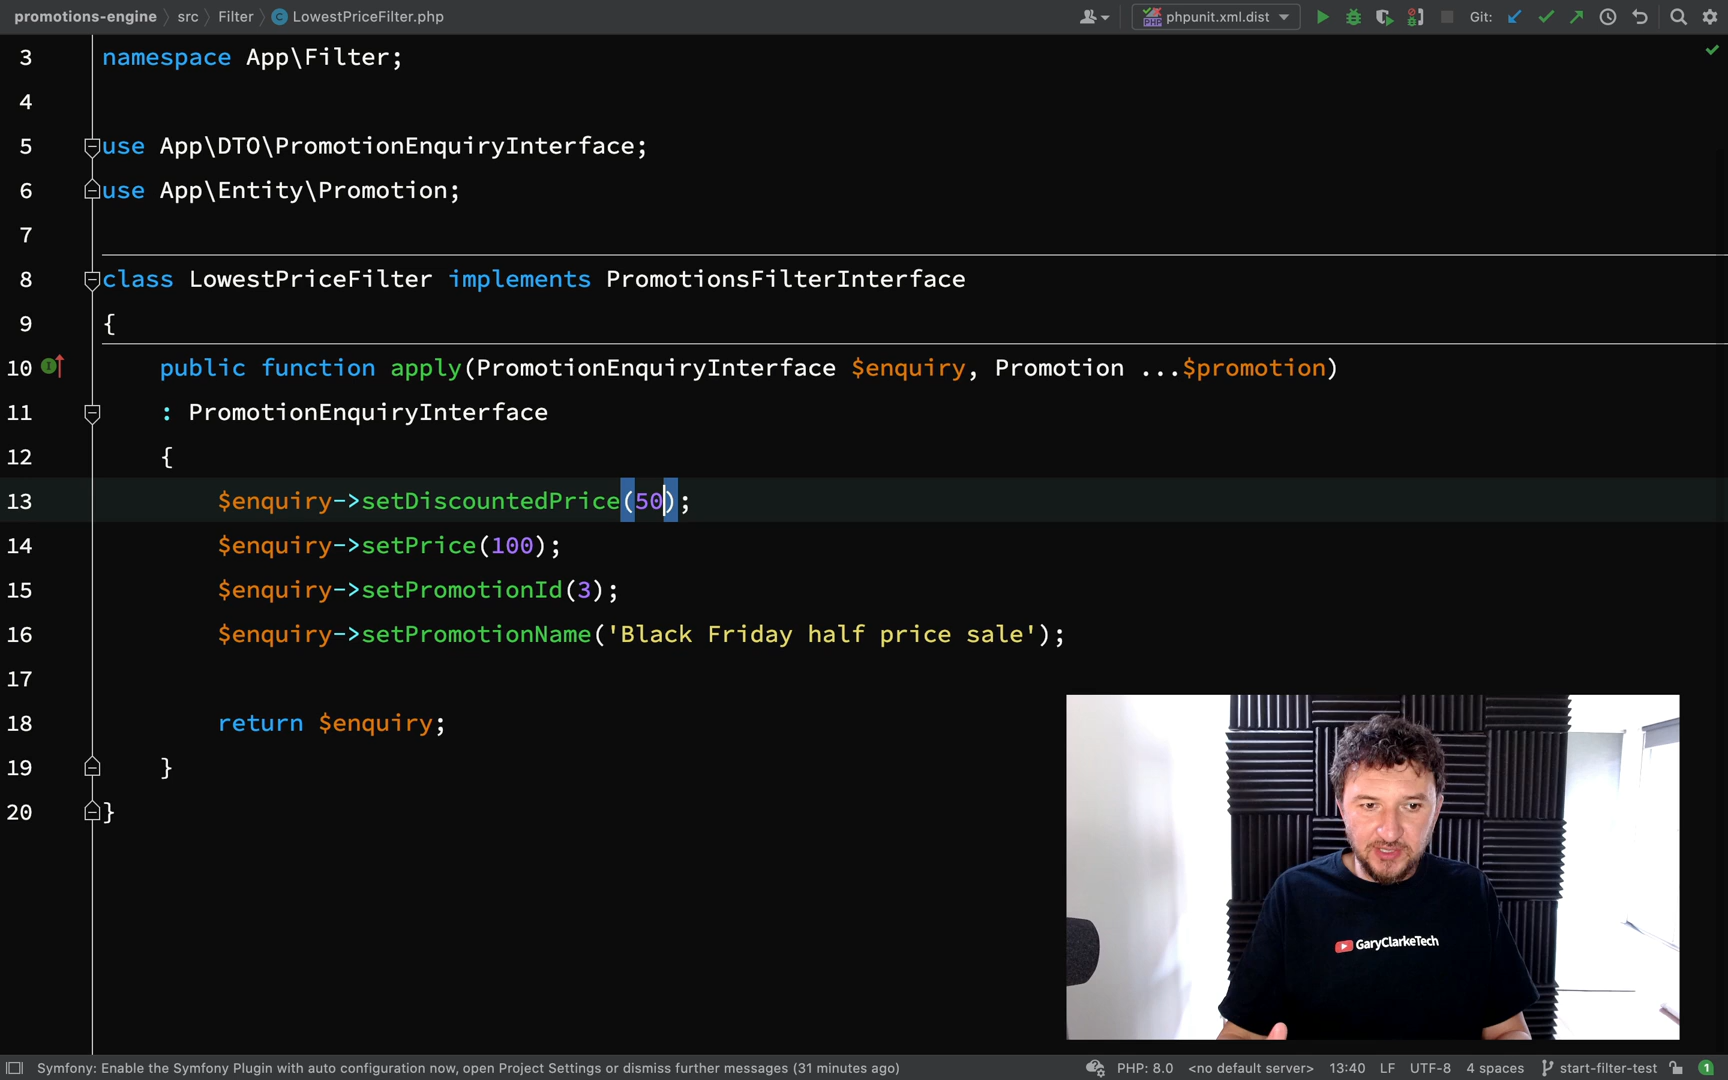 promotions-engine src Filter LowestPriceFilter.php phpunit.xml.dist Git:
3 namespace App\Filter;
4
5 use App\DTO\PromotionEnquiryInterface;
6 use App\Entity\Promotion;
7
8 class LowestPriceFilter implements PromotionsFilterInterface
9 {
10 public function apply(PromotionEnquiryInterface $enquiry, Promotion ...$promotion)
11 : PromotionEnquiryInterface
12 {
13 $enquiry->setDiscountedPrice(50);
14 $enquiry->setPrice(100);
15 $enquiry->setPromotionId(3);
16 $enquiry->setPromotionName('Black Friday half price sale');
17
18 return $enquiry;
19 }
20 }
GaryClarkeTech
Symfony: Enable the Symfony Plugin with auto configuration now, open Project Settings or dismiss further messages (31 minutes ago) PHP: 8.0 <no default server> 13:40 LF UTF-8 4 spaces start-filter-test 1